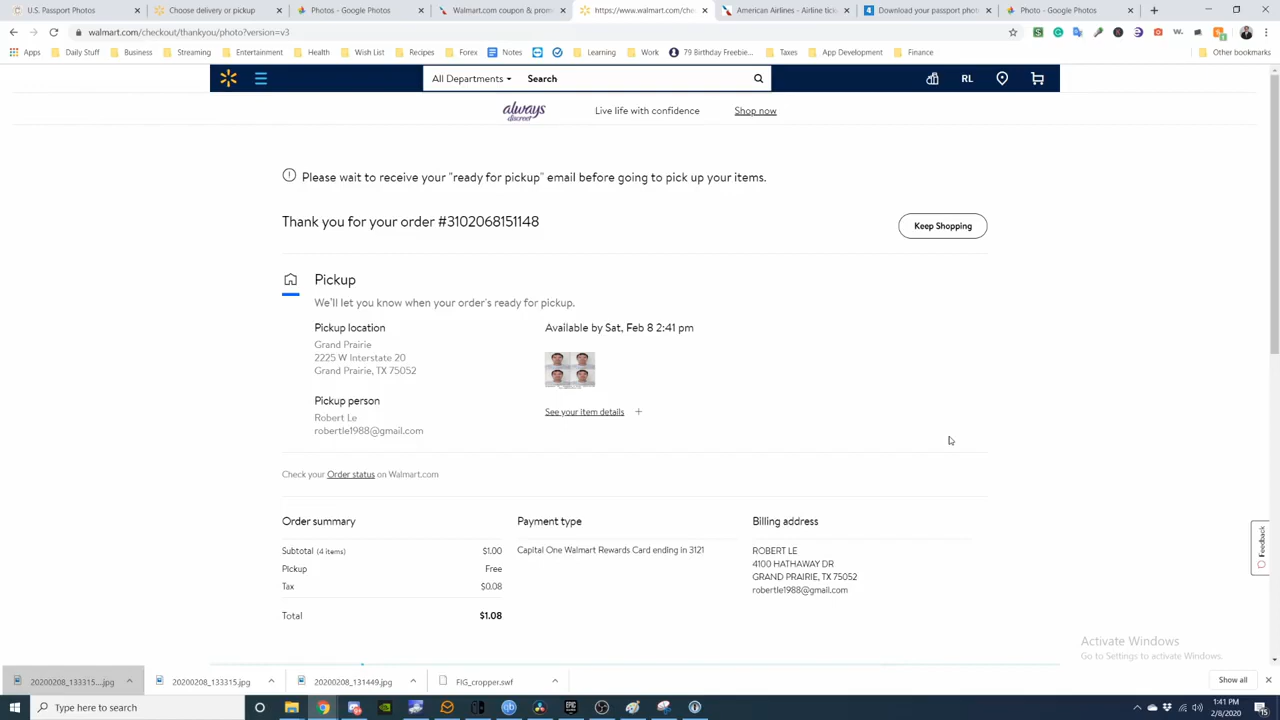 U.S. Passport Photos
Choose delivery or pickup
Photos - Google Photos
Walmart.com coupon & prom
https://www.walmart.com/che
American Airlines - Airline ticke
Download your passport photo
Photo - Google Photos
walmart.com/checkout/thankyou/photo?version=v3
Apps
Daily Stuff
Business
Streaming
Entertainment
Health
Wish List
Recipes
Forex
Notes
Learning
Work
79 Birthday Freebie...
Taxes
App Development
Finance
Other bookmarks
All Departments
Search
RL
always discreet
Live life with confidence
Shop now
Please wait to receive your "ready for pickup" email before going to pick up your items.
Thank you for your order #3102068151148
Keep Shopping
Pickup
We'll let you know when your order's ready for pickup.
Pickup location
Available by Sat, Feb 8 2:41 pm
Grand Prairie
2225 W Interstate 20
Grand Prairie, TX 75052
Pickup person
See your item details +
Robert Le
robertle1988@gmail.com
Check your Order status on Walmart.com
Order summary
Payment type
Billing address
Subtotal (4 items) $1.00
Capital One Walmart Rewards Card ending in 3121
ROBERT LE
Pickup Free
4100 HATHAWAY DR
Tax $0.08
GRAND PRAIRIE, TX 75052
robertle1988@gmail.com
Total $1.08
Feedback
Activate Windows
Go to Settings to activate Windows.
20200208_133315....jpg
20200208_133315.jpg
20200208_131449.jpg
FIG_cropper.swf
Show all
Type here to search
1:41 PM
2/8/2020
15